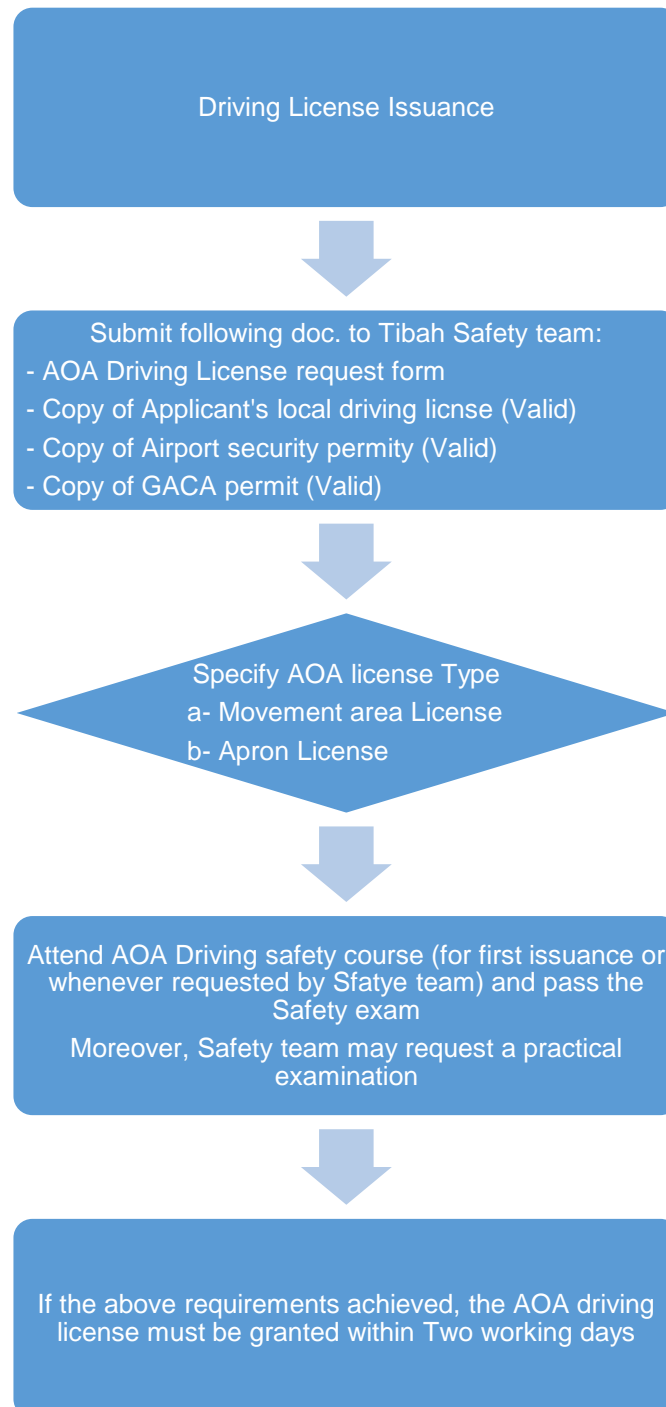 Driving License Issuance
Submit following doc. to Tibah Safety team:
- AOA Driving License request form
- Copy of Applicant's local driving licnse (Valid)
- Copy of Airport security permity (Valid)
- Copy of GACA permit (Valid)
Specify AOA license Type
a- Movement area License
b- Apron License
Attend AOA Driving safety course (for first issuance or
whenever requested by Sfatye team) and pass the
Safety exam
Moreover, Safety team may request a practical
examination
If the above requirements achieved, the AOA driving
license must be granted within Two working days